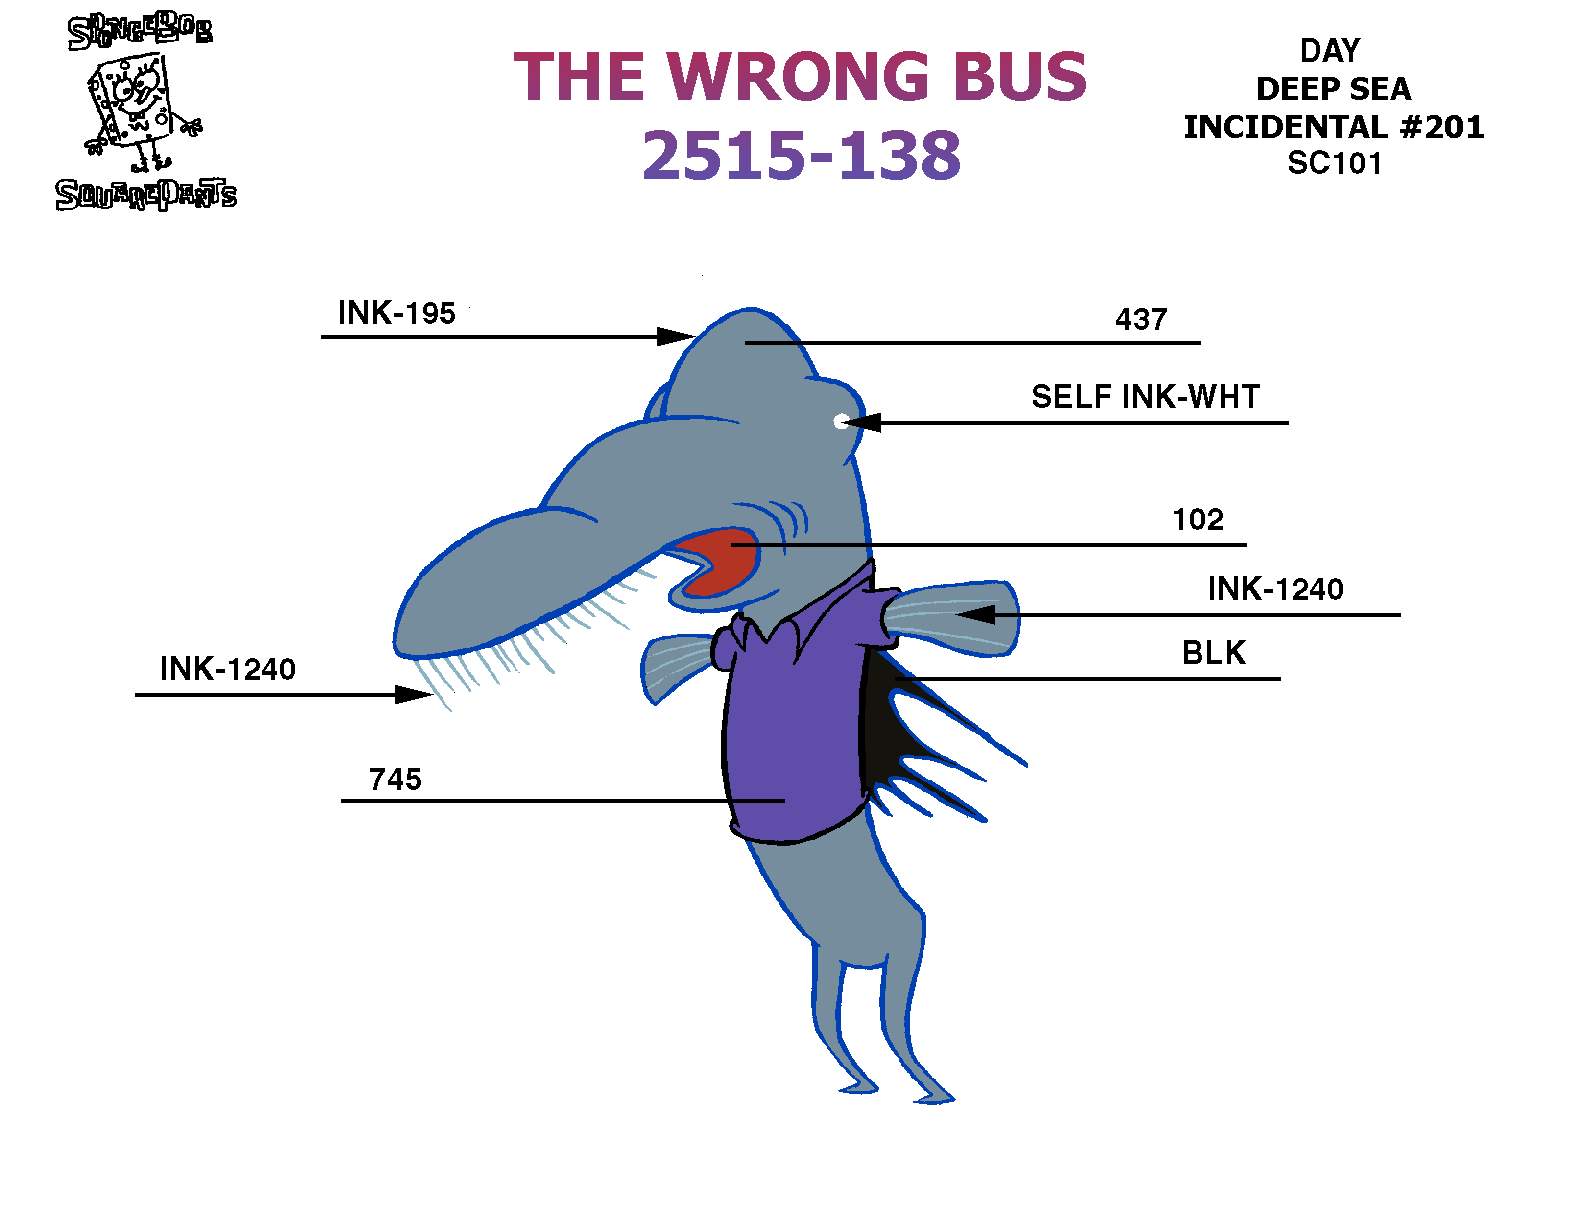 SPONGEBOB
SQUAREPANTS
THE WRONG BUS
2515-138
DAY
DEEP SEA
INCIDENTAL #201
SC101
INK-195
437
SELF INK-WHT
102
INK-1240
BLK
INK-1240
745